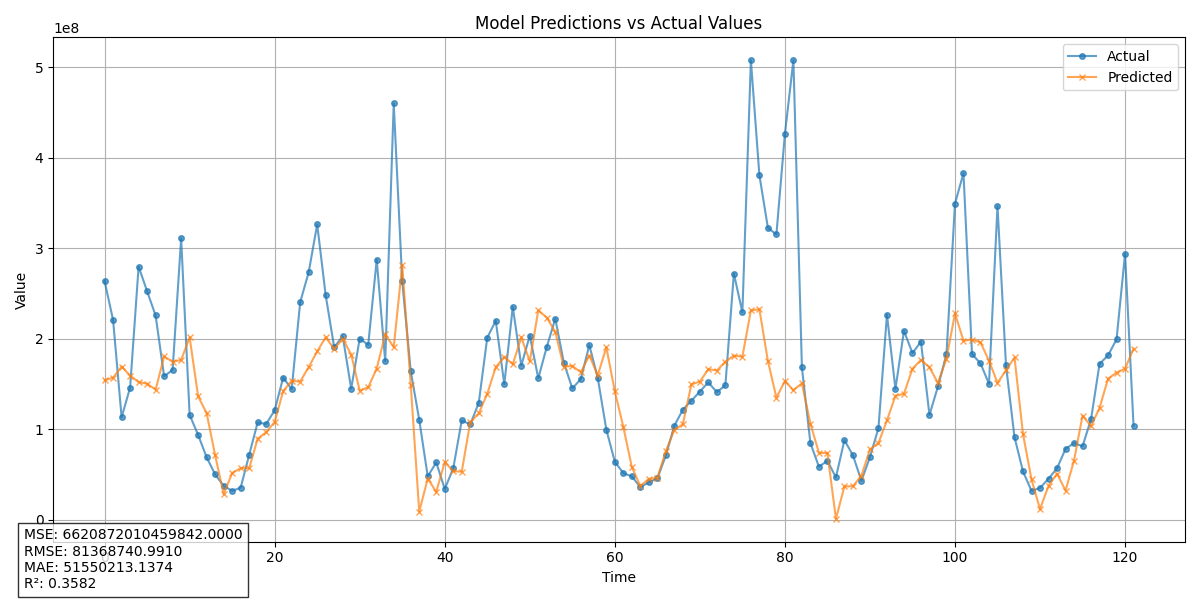 Model Predictions vs Actual Values
1e8
Actual
Predicted
5
4
3
2
1
0
Value
20
40
60
80
100
120
Time
MSE: 6620872010459842.0000
RMSE: 81368740.9910
MAE: 51550213.1374
R²: 0.3582